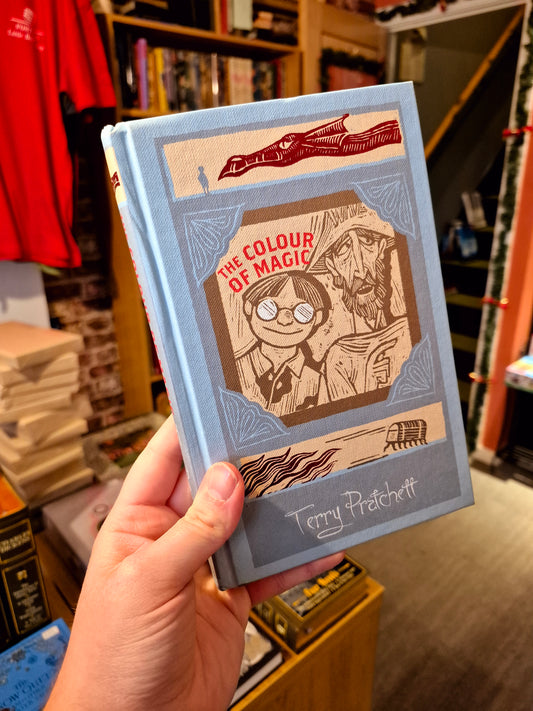 THE COLOUR
OF MAGIC
Terry Pratchett